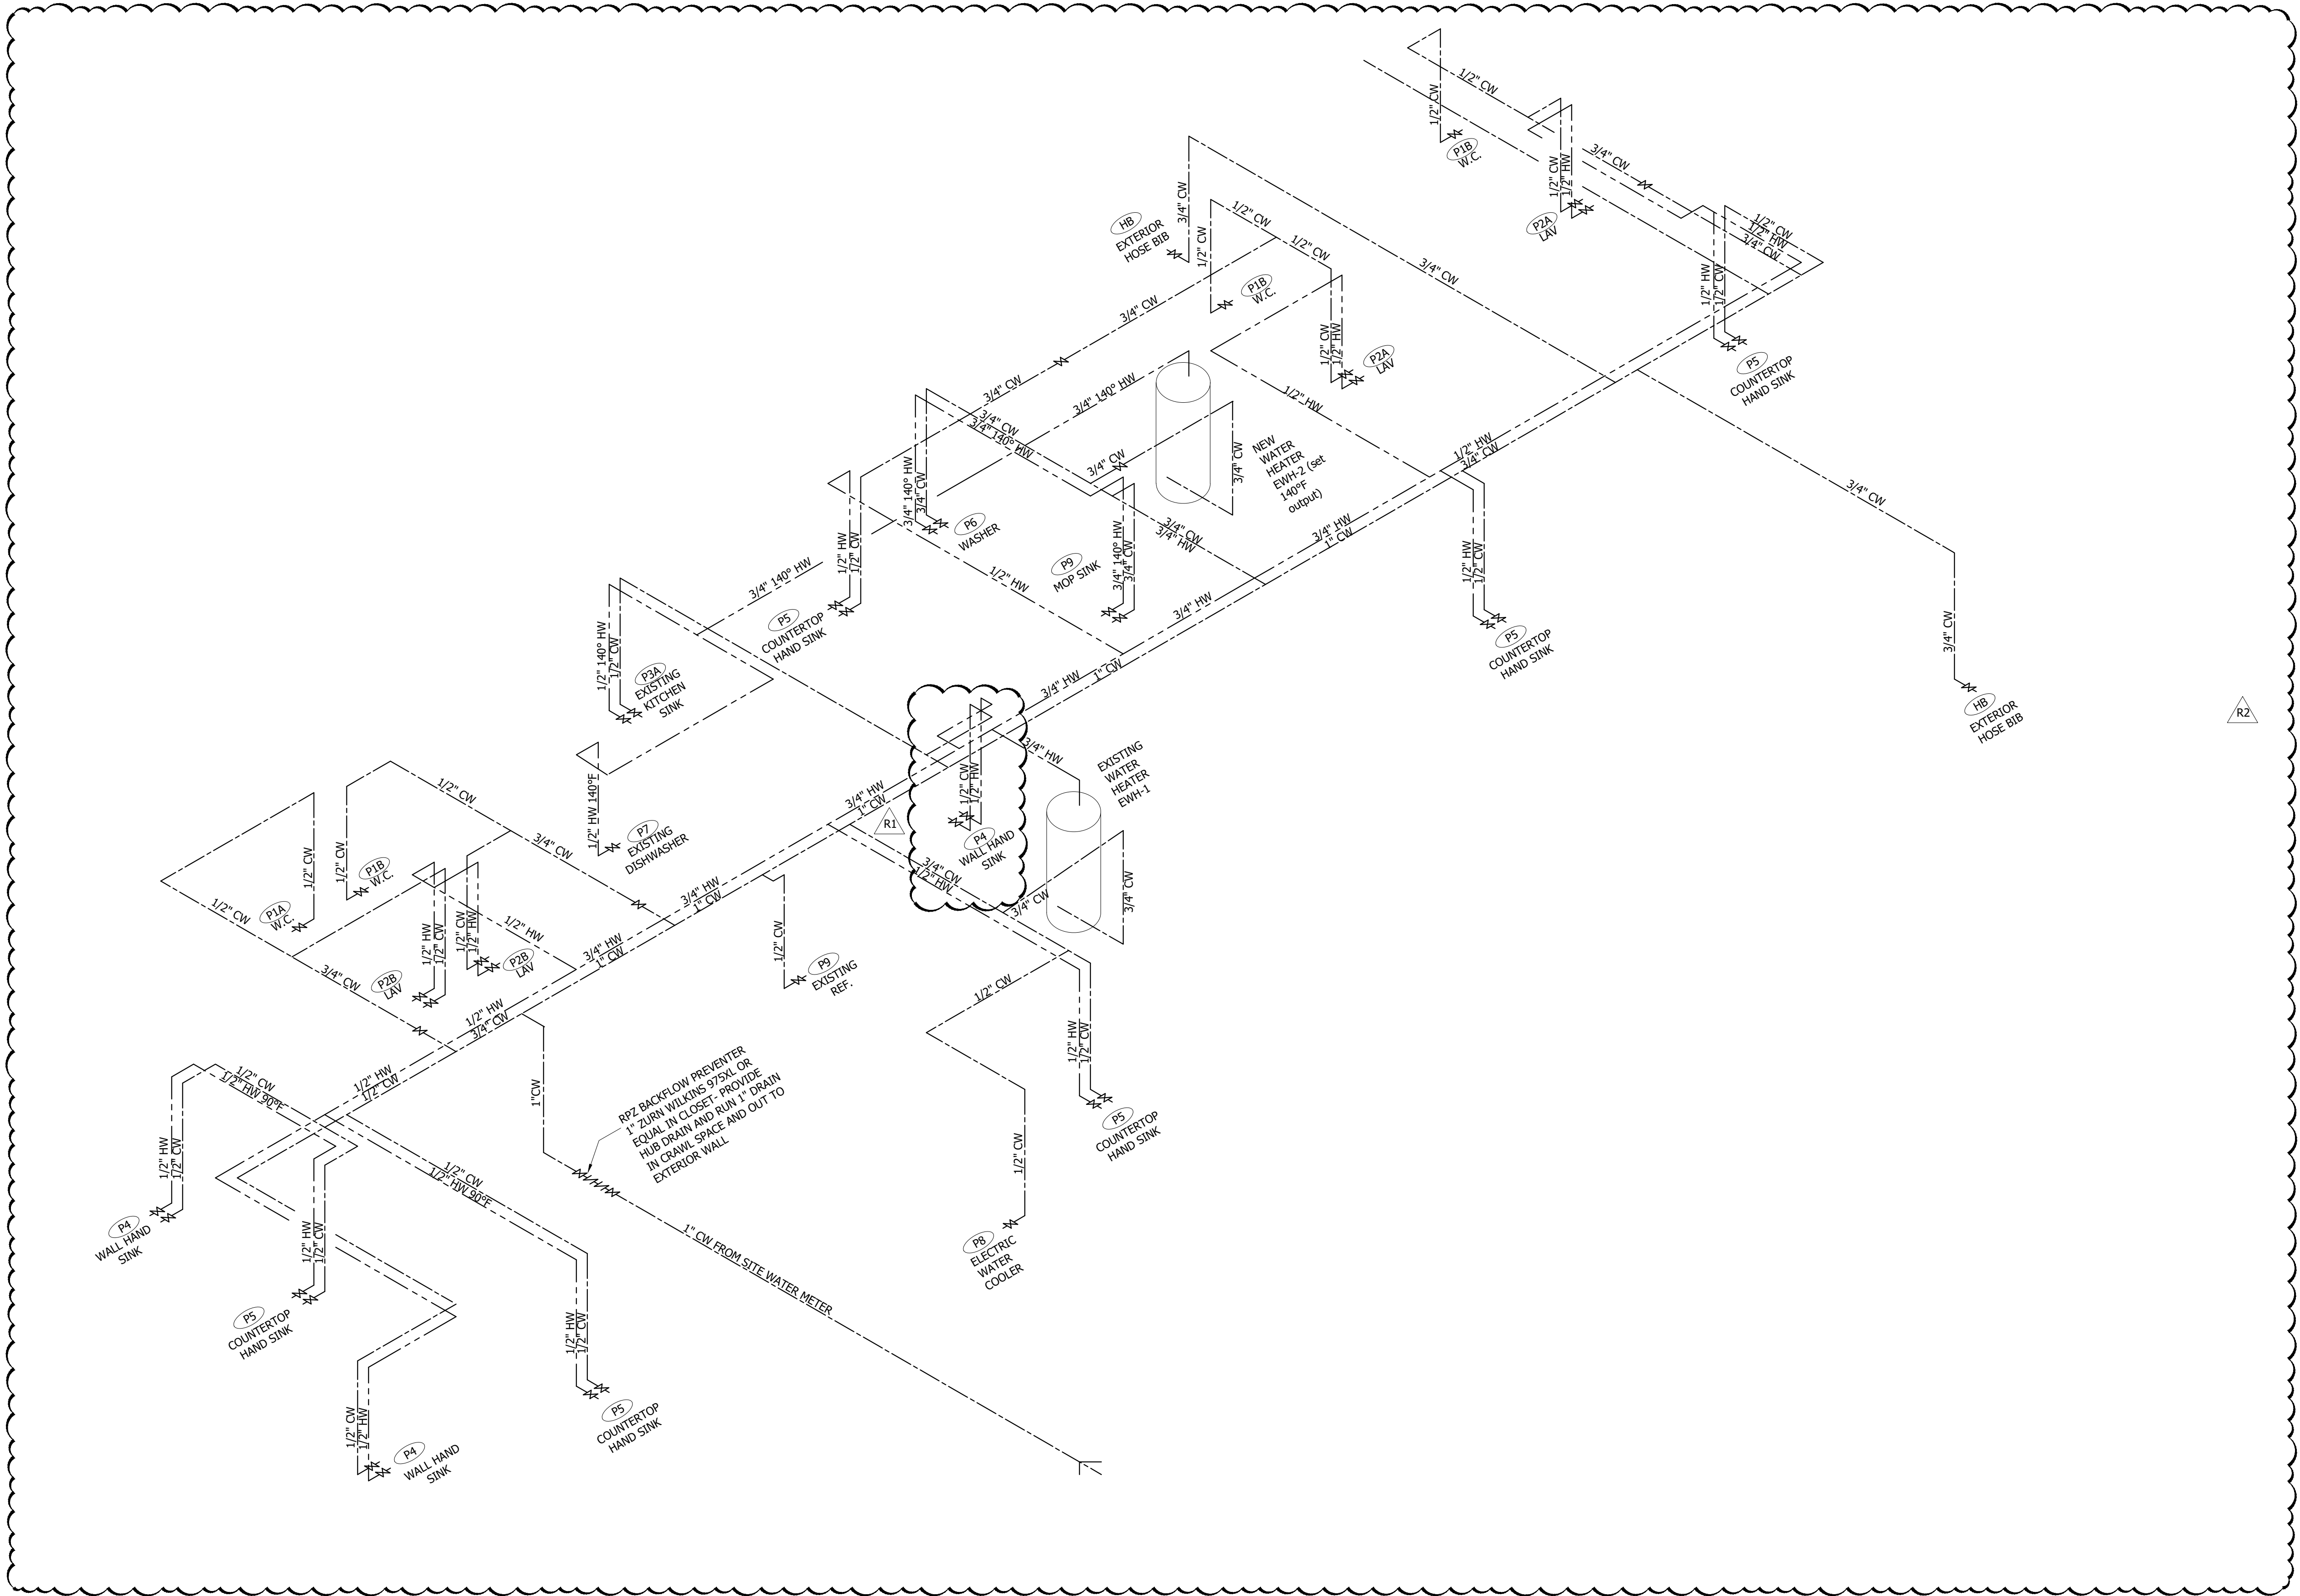 1/2" CW
1/2" CW
P1B
W.C.
3/4" CW
1/2" CW
1/2" HW
P2A
LAV
1/2" CW
1/2" HW
3/4" CW
1/2" HW
1/2" CW
P5
COUNTERTOP
HAND SINK
HB
EXTERIOR
HOSE BIB
3/4" CW
1/2" CW
1/2" CW
1/2" CW
P1B
W.C.
3/4" CW
3/4" CW
1/2" CW
1/2" HW
P2A
LAV
3/4" CW
3/4" 140° HW
1/2" HW
3/4" CW
3/4" 140° HW
3/4" CW
3/4" CW
NEW
WATER
HEATER
EWH-2 (set
140°F
output)
1/2" HW
3/4" CW
3/4" 140° HW
3/4" CW
P6
WASHER
3/4" CW
3/4" HW
3/4" HW
1" CW
3/4" CW
1/2" HW
1/2" CW
3/4" 140° HW
1/2" HW
P9
MOP SINK
3/4" 140° HW
3/4" CW
1/2" HW
1/2" CW
P5
COUNTERTOP
HAND SINK
3/4" HW
P5
COUNTERTOP
HAND SINK
3/4" CW
HB
EXTERIOR
HOSE BIB
R2
1/2" 140° HW
1/2" CW
P3A
EXISTING
KITCHEN
SINK
3/4" HW
1" CW
3/4" HW
EXISTING
WATER
HEATER
EWH-1
1/2" CW
1/2" HW
3/4" HW
1" CW
R1
P4
WALL HAND
SINK
1/2" HW 140°F
P7
EXISTING
DISHWASHER
1/2" CW
3/4" CW
1/2" CW
1/2" CW
P1B
W.C.
P1A
W.C.
1/2" CW
3/4" CW
1/2" HW
3/4" CW
3/4" CW
3/4" HW
1" CW
1/2" HW
1/2" CW
1/2" CW
1/2" HW
1/2" HW
P2B
LAV
P2B
LAV
3/4" CW
3/4" HW
1" CW
1/2" CW
P9
EXISTING
REF.
1/2" CW
1/2" HW
1/2" CW
P5
COUNTERTOP
HAND SINK
1/2" HW
3/4" CW
1/2" HW
1/2" CW
1/2" CW
1/2" HW 90°F
1"CW
RPZ BACKFLOW PREVENTER
1" ZURN WILKINS 975XL OR
EQUAL IN CLOSET- PROVIDE
HUB DRAIN AND RUN 1" DRAIN
IN CRAWL SPACE AND OUT TO
EXTERIOR WALL
1/2" HW
1/2" CW
P4
WALL HAND
SINK
1/2" CW
1/2" HW 90°F
1/2" CW
P8
ELECTRIC
WATER
COOLER
1/2" HW
1/2" CW
P5
COUNTERTOP
HAND SINK
1" CW FROM SITE WATER METER
1/2" HW
1/2" CW
P5
COUNTERTOP
HAND SINK
1/2" CW
1/2" HW
P4
WALL HAND
SINK